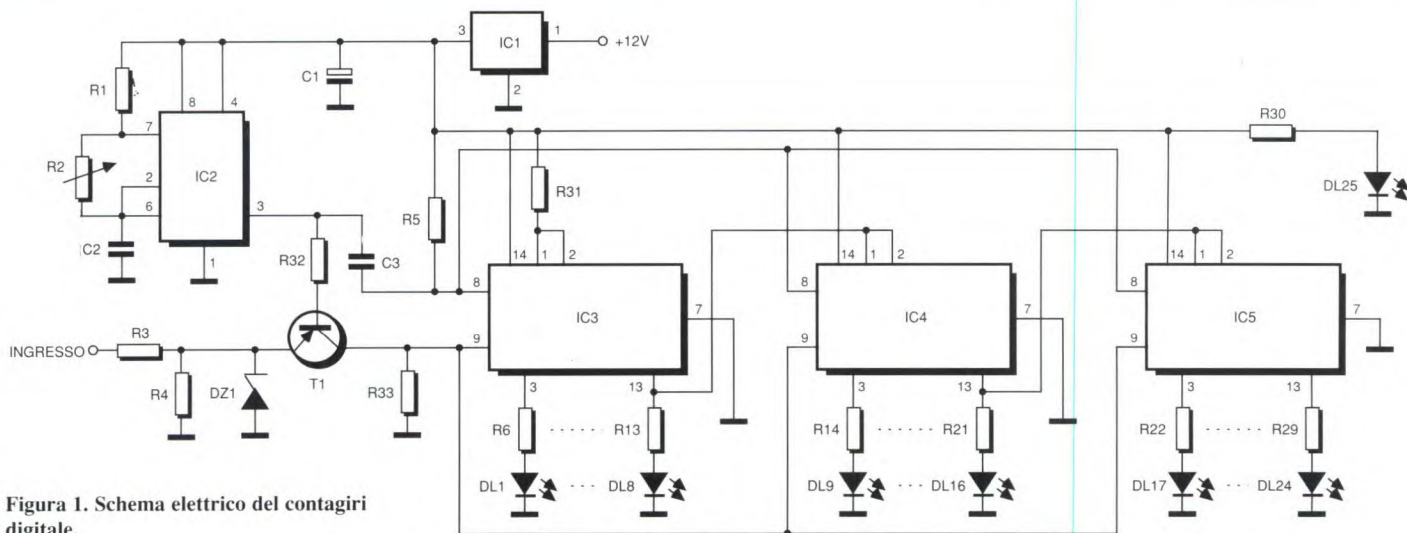 3
IC1
1
+12V
2
C1
R1
8
4
7
R2
2
IC2
6
3
C2
1
R32
C3
R5
R31
R30
DL25
14
1
2
14
1
2
14
1
2
8
IC3
7
9
8
IC4
7
9
8
IC5
7
9
INGRESSO
R3
R4
DZ1
T1
R33
3
13
3
13
3
13
R6
R13
R14
R21
R22
R29
DL1
DL8
DL9
DL16
DL17
DL24
Figura 1. Schema elettrico del contagiri
digitale.